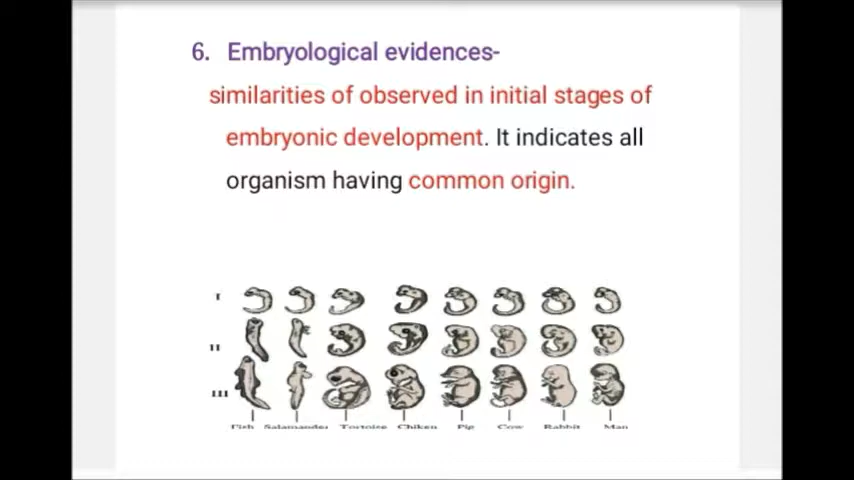 6. Embryological evidences-
similarities of observed in initial stages of
embryonic development. It indicates all
organism having common origin.
I
II
III
Fish Salamander Tortoise Chiken Pig Cow Rabbit Man